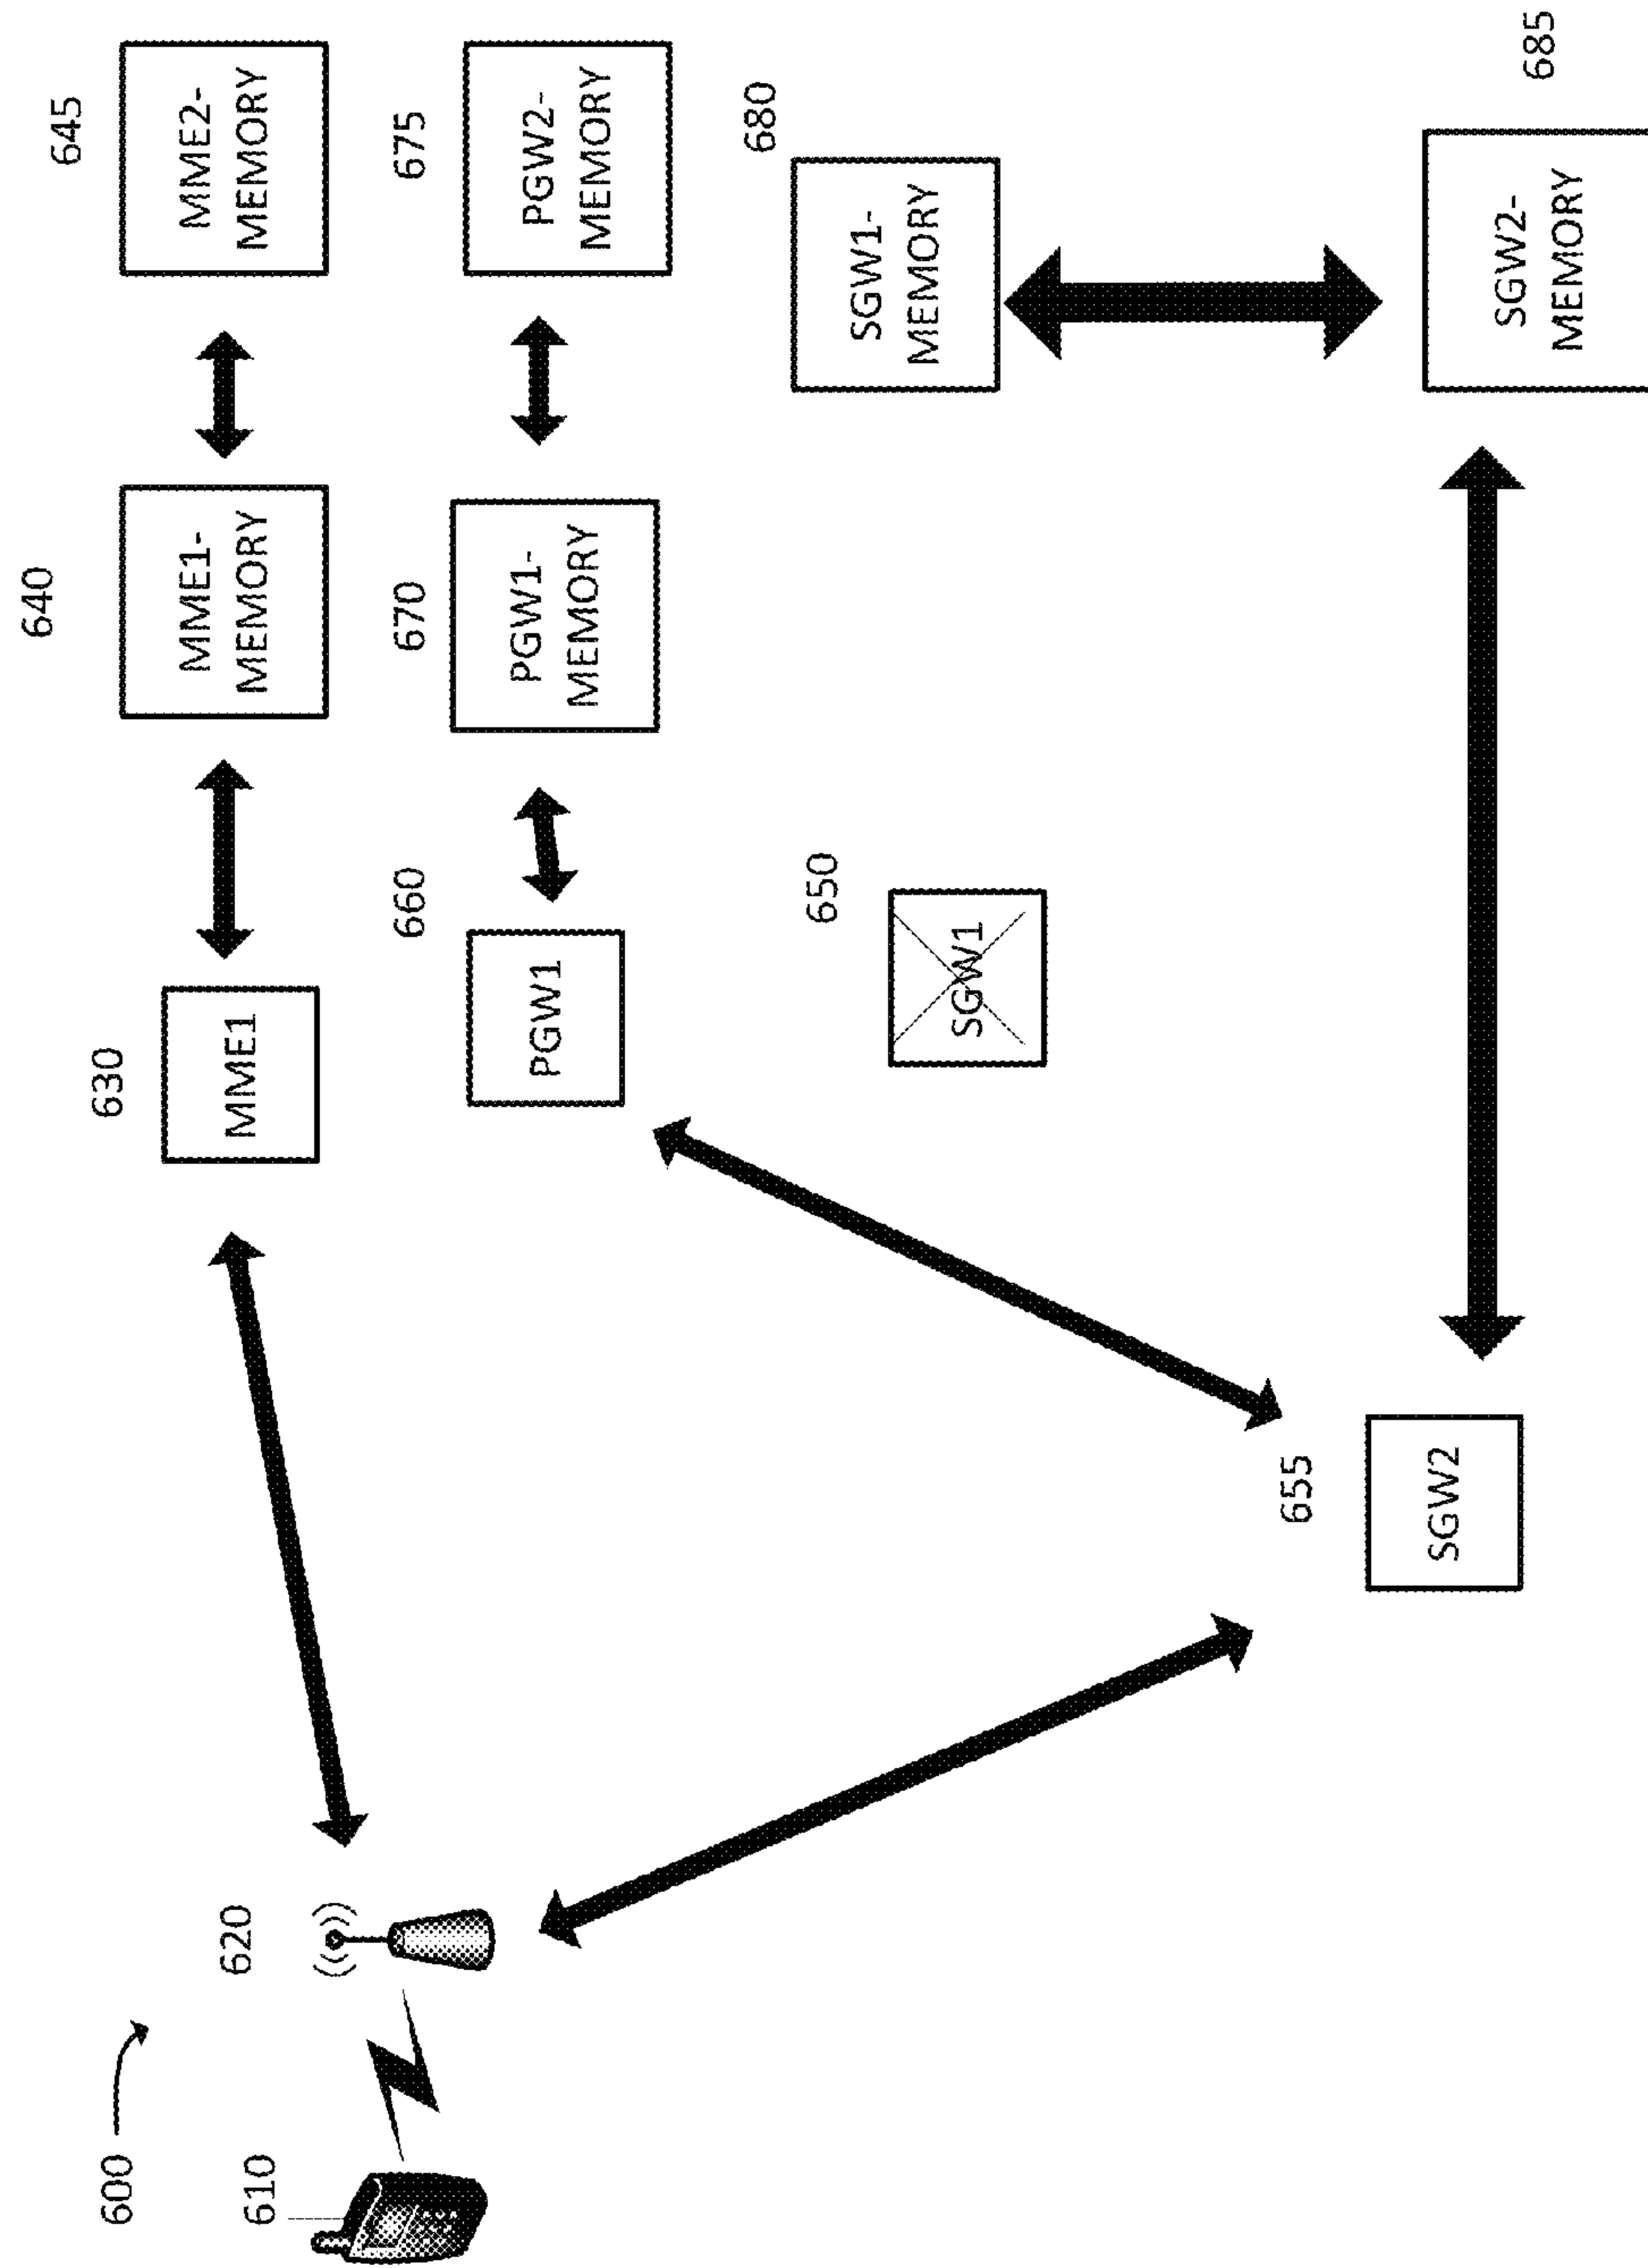 600
610
620
630
MME1
640
MME1-
MEMORY
645
MME2-
MEMORY
660
PGW1
670
PGW1-
MEMORY
675
PGW2-
MEMORY
650
SGW1
680
SGW1-
MEMORY
655
SGW2
685
SGW2-
MEMORY